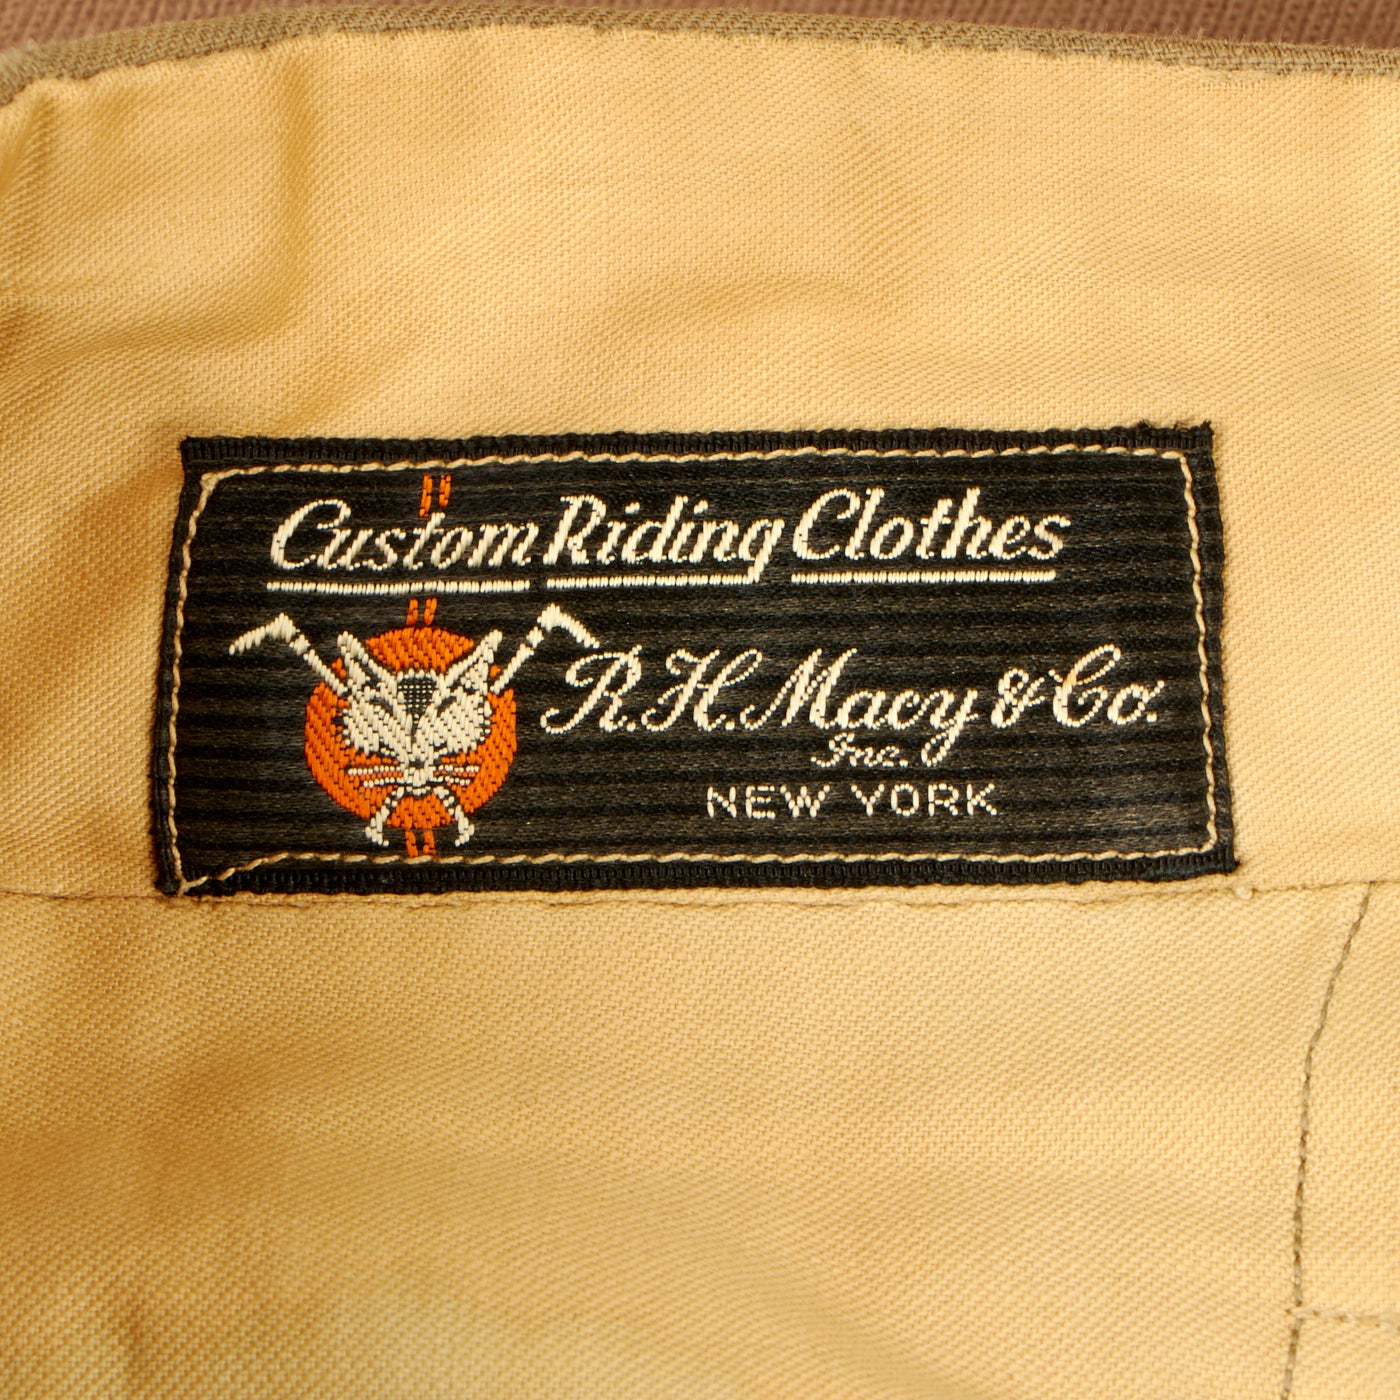 Custom Riding Clothes
R.H. Macy & Co.
Inc.
NEW YORK